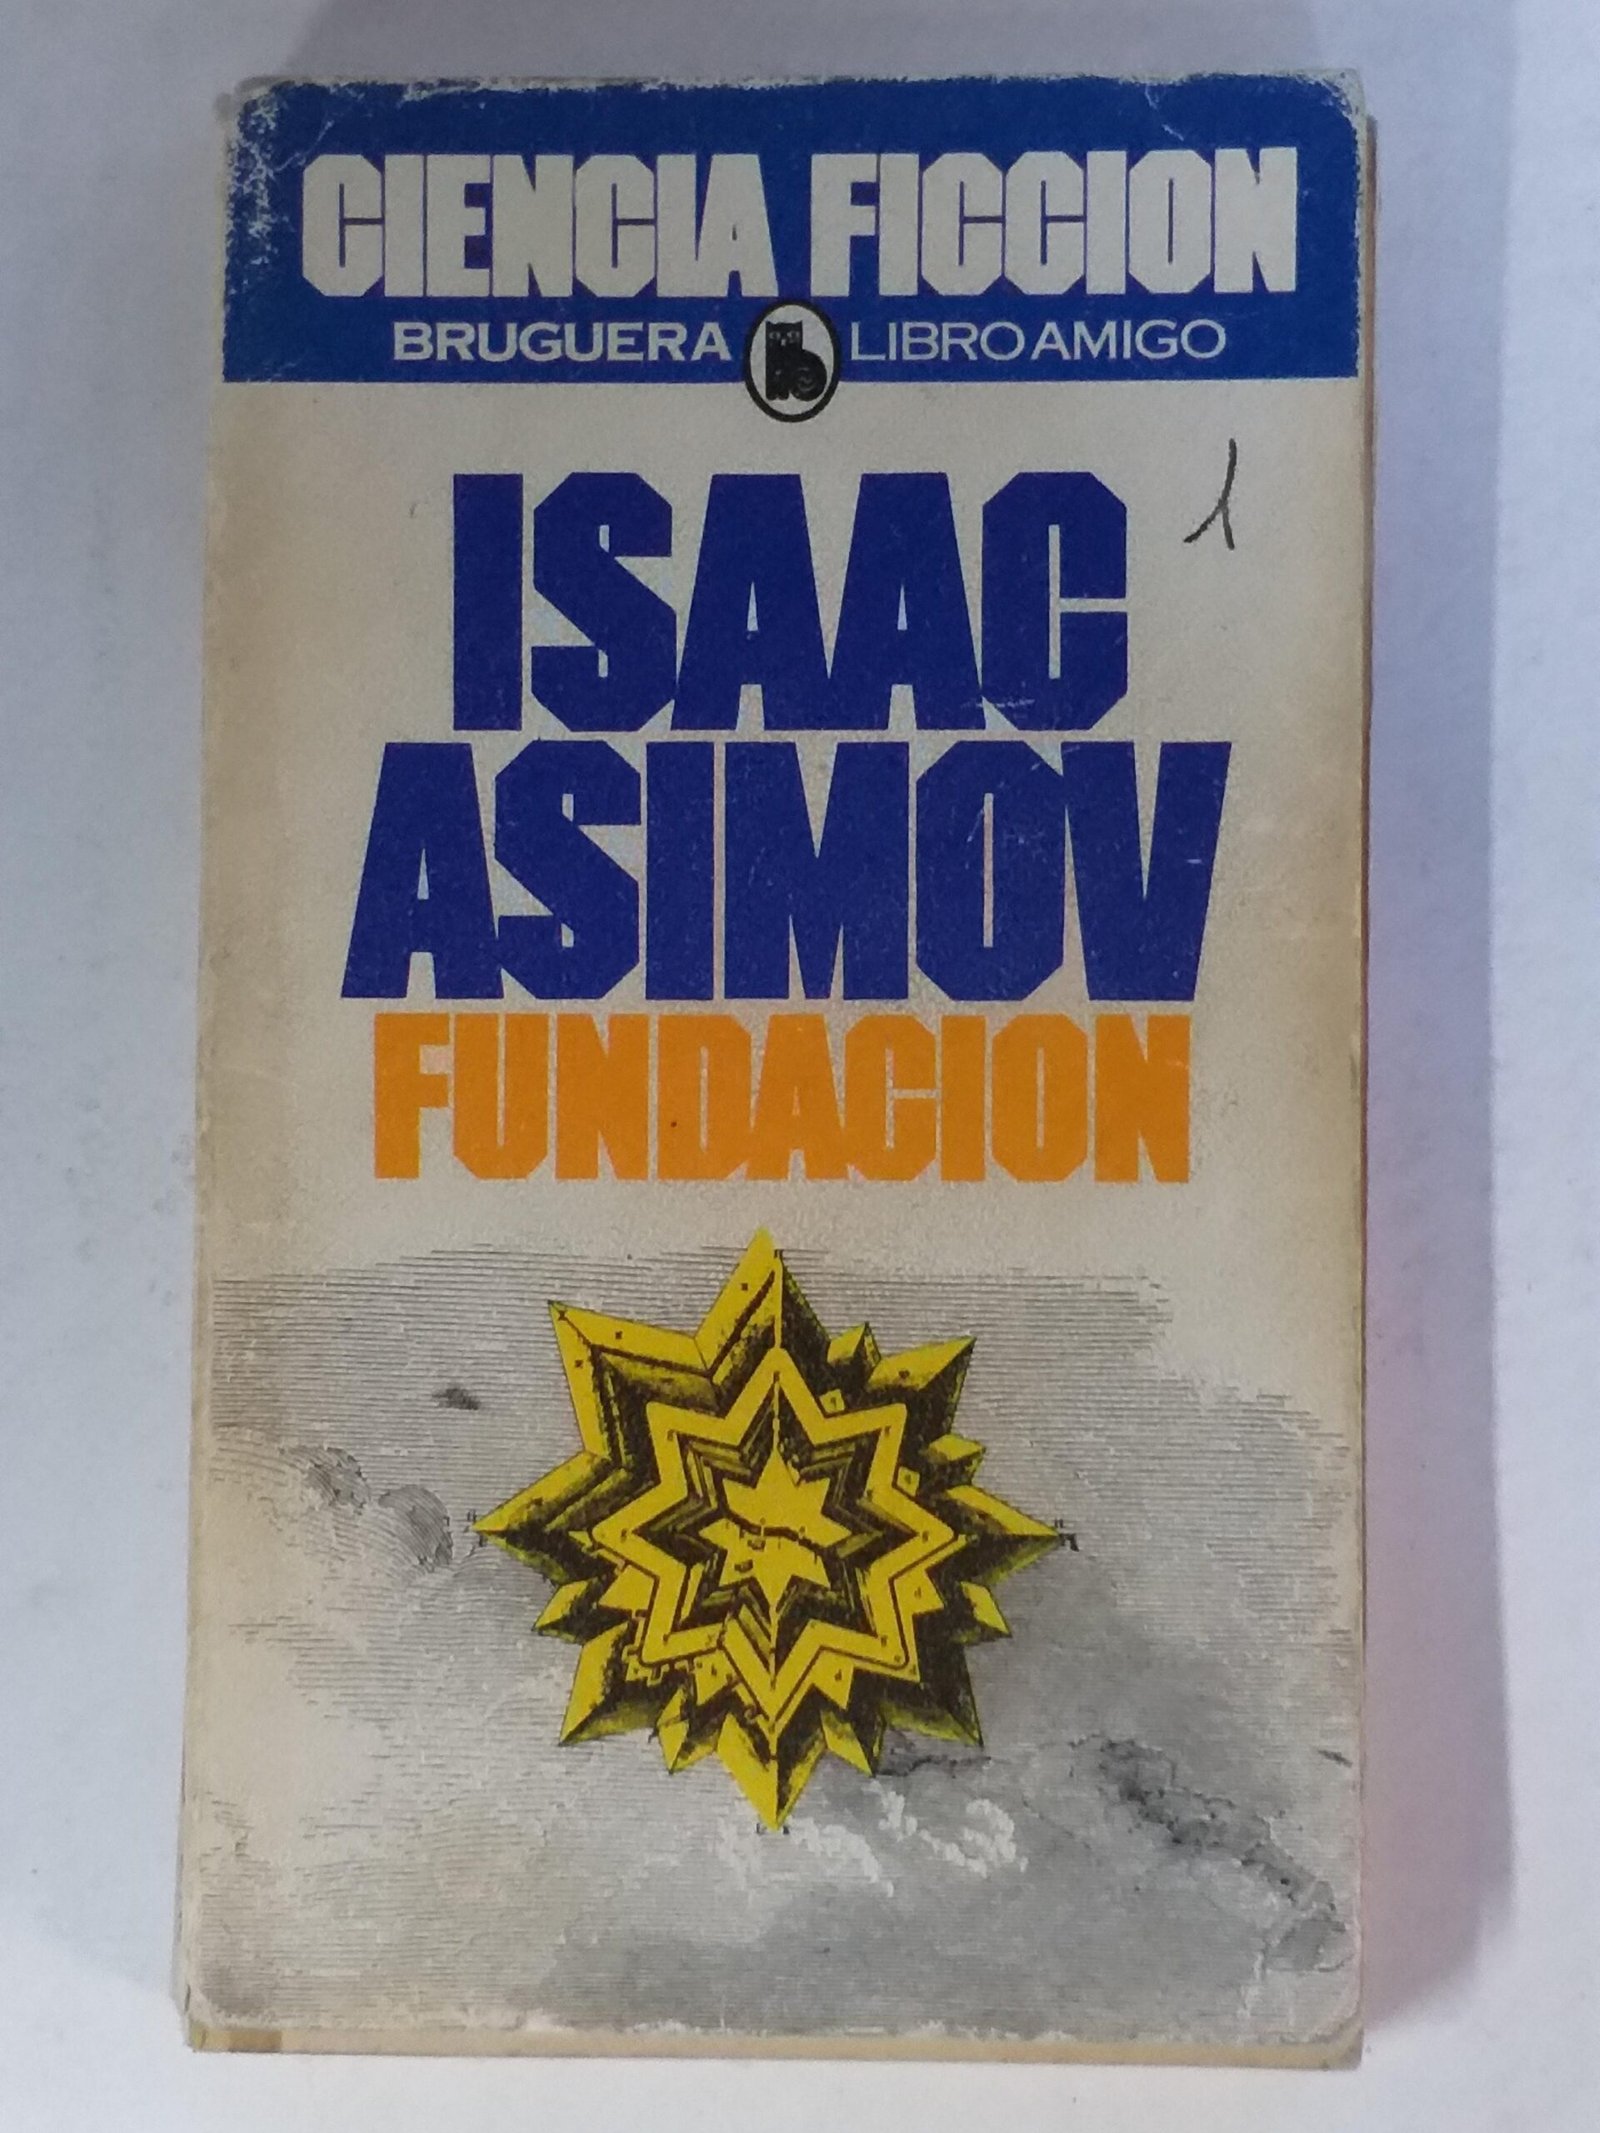 CIENCIA FICCION
BRUGUERA LIBRO AMIGO
1
ISAAC
ASIMOV
FUNDACION